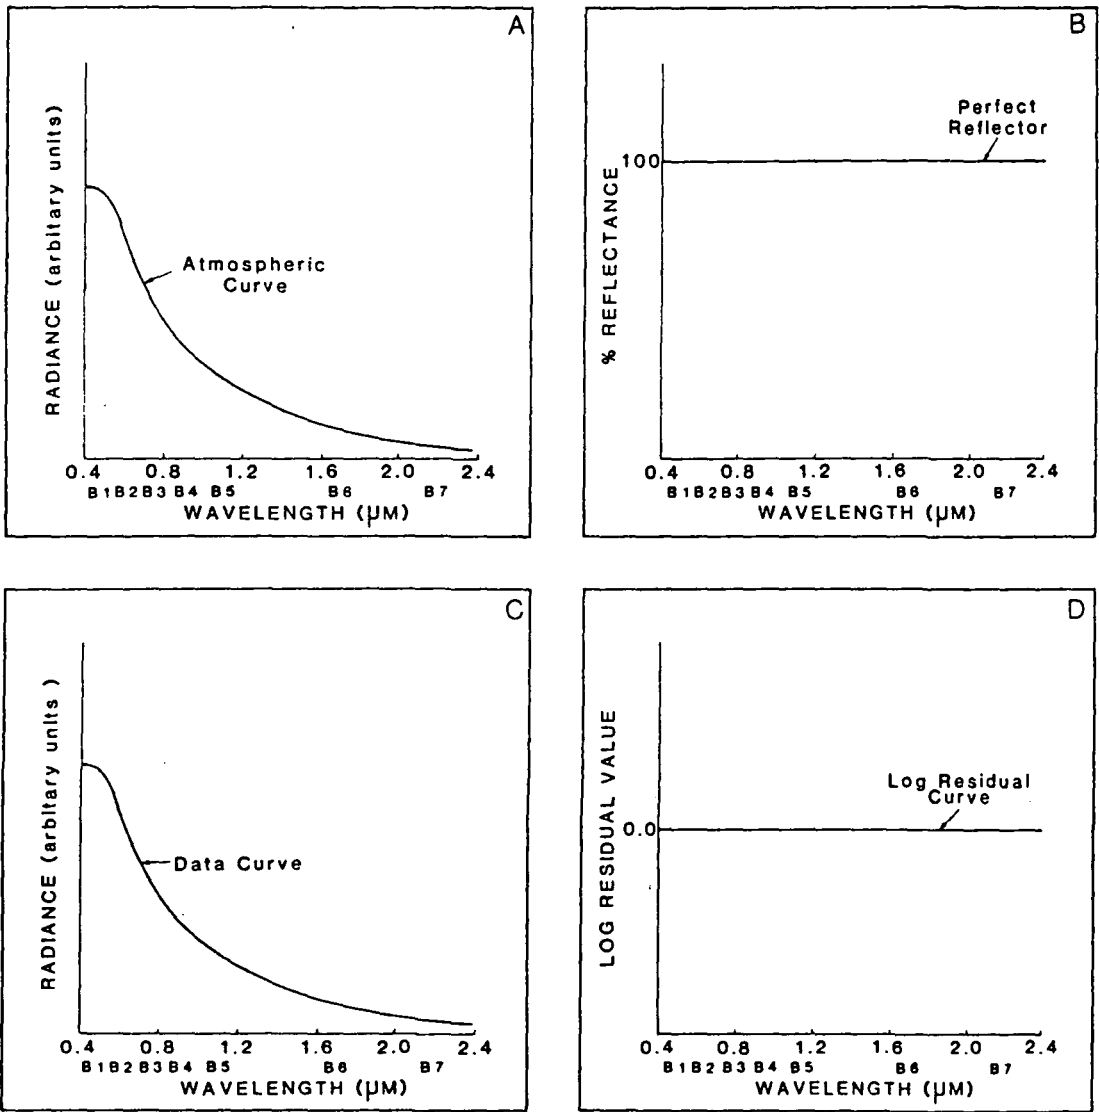 A
RADIANCE (arbitary units)
Atmospheric
Curve
0.4 0.8 1.2 1.6 2.0 2.4
B1 B2 B3 B4 B5 B6 B7
WAVELENGTH (µM)
B
% REFLECTANCE
100
Perfect
Reflector
0.4 0.8 1.2 1.6 2.0 2.4
B1 B2 B3 B4 B5 B6 B7
WAVELENGTH (µM)
C
RADIANCE (arbitary units )
Data Curve
0.4 0.8 1.2 1.6 2.0 2.4
B1 B2 B3 B4 B5 B6 B7
WAVELENGTH (µM)
D
LOG RESIDUAL VALUE
0.0
Log Residual
Curve
0.4 0.8 1.2 1.6 2.0 2.4
B1 B2 B3 B4 B5 B6 B7
WAVELENGTH (µM)